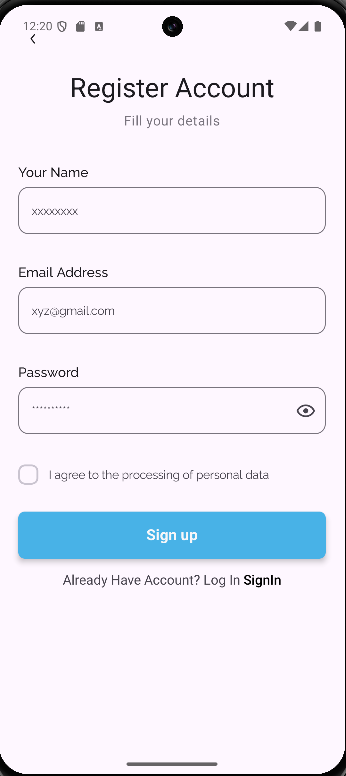 12:20
Register Account
Fill your details
Your Name
xxxxxxxx
Email Address
xyz@gmail.com
Password
**********
I agree to the processing of personal data
Sign up
Already Have Account? Log In SignIn